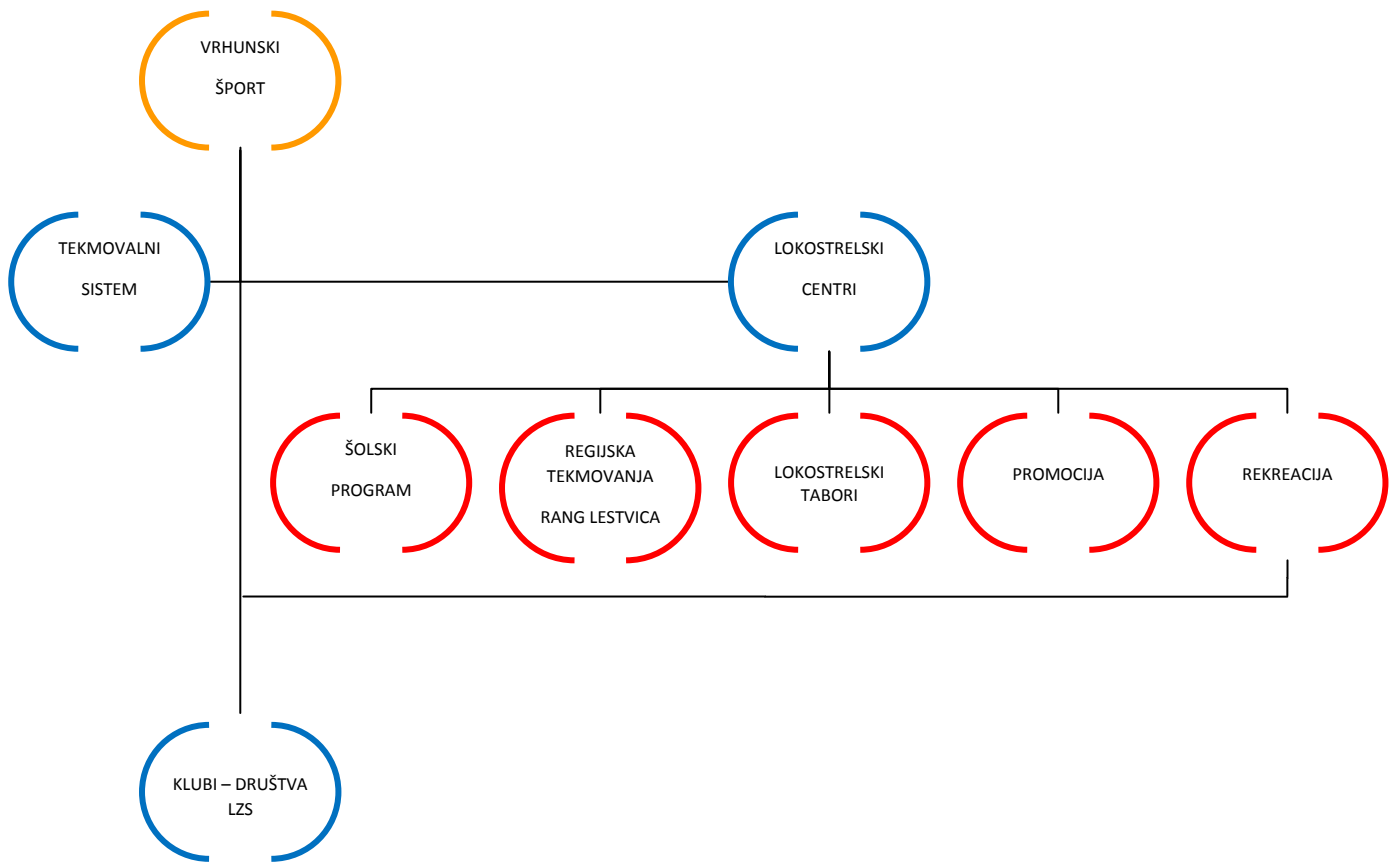 VRHUNSKI
ŠPORT
TEKMOVALNI
SISTEM
LOKOSTRELSKI
CENTRI
ŠOLSKI
PROGRAM
REGIJSKA
TEKMOVANJA
RANG LESTVICA
LOKOSTRELSKI
TABORI
PROMOCIJA
REKREACIJA
KLUBI – DRUŠTVA
LZS